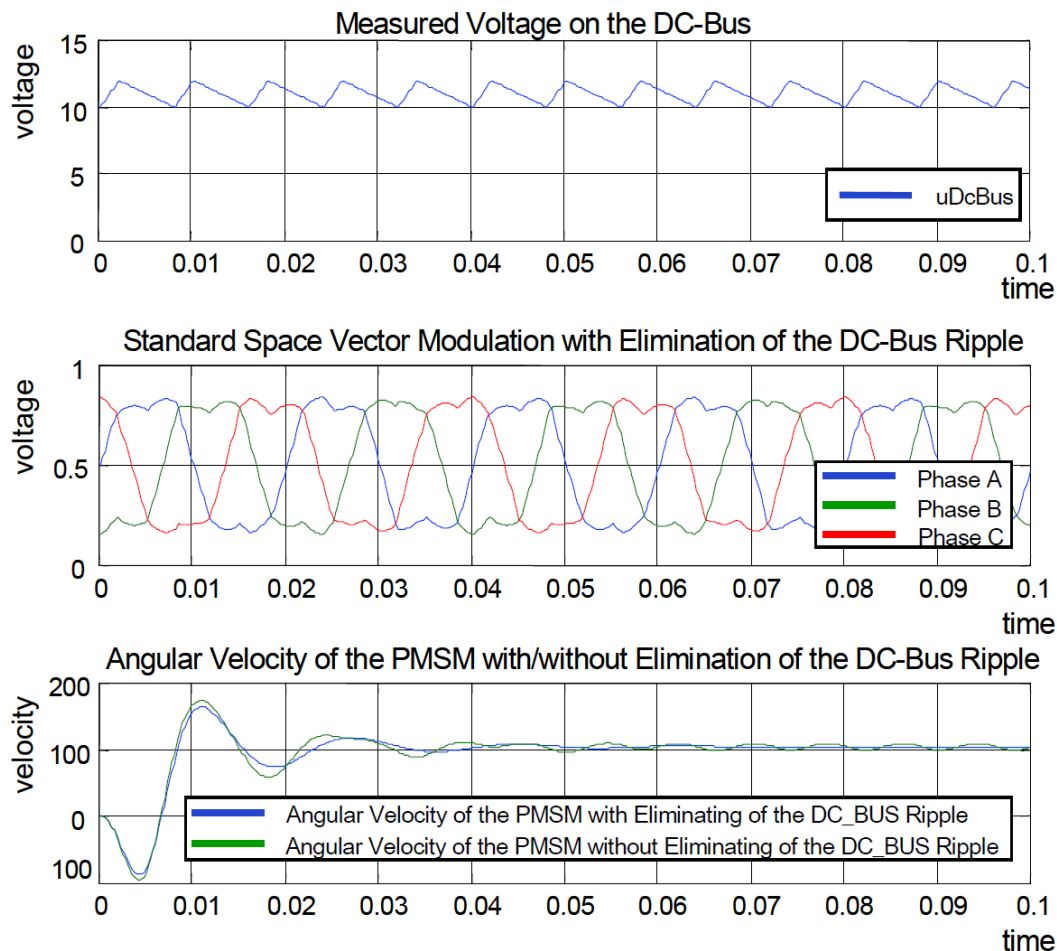 Measured Voltage on the DC-Bus
15
10
5
0
voltage
uDcBus
0 0.01 0.02 0.03 0.04 0.05 0.06 0.07 0.08 0.09 0.1
time
Standard Space Vector Modulation with Elimination of the DC-Bus Ripple
1
0.5
0
voltage
Phase A
Phase B
Phase C
0 0.01 0.02 0.03 0.04 0.05 0.06 0.07 0.08 0.09 0.1
time
Angular Velocity of the PMSM with/without Elimination of the DC-Bus Ripple
200
100
0
100
velocity
Angular Velocity of the PMSM with Eliminating of the DC_BUS Ripple
Angular Velocity of the PMSM without Eliminating of the DC_BUS Ripple
0 0.01 0.02 0.03 0.04 0.05 0.06 0.07 0.08 0.09 0.1
time